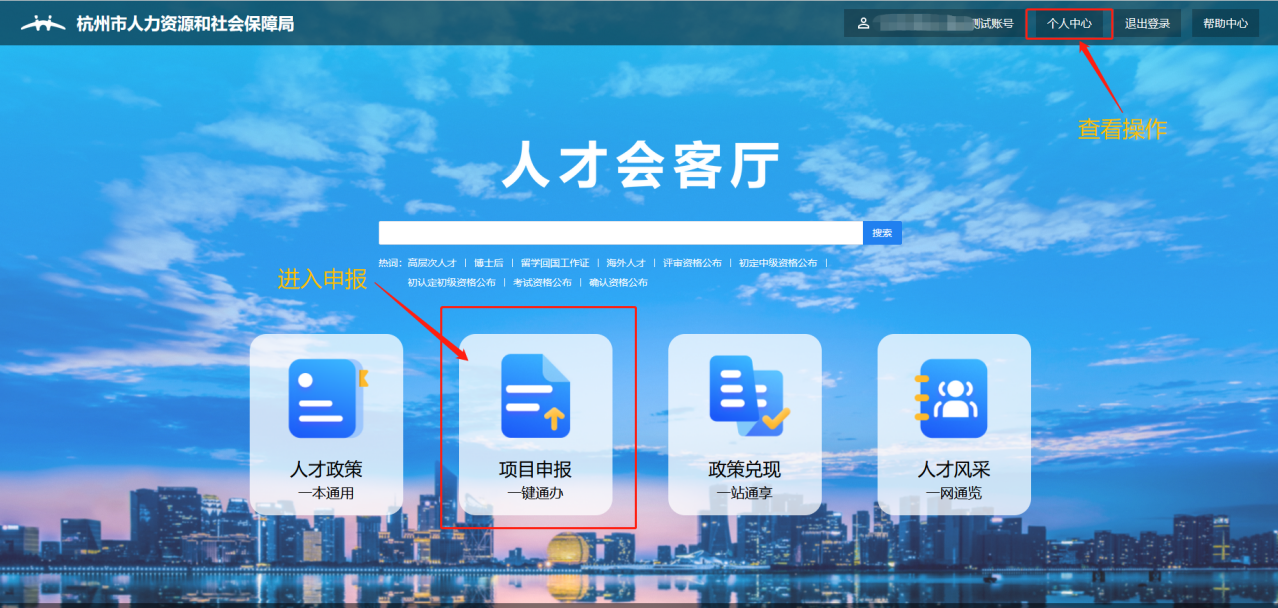 杭州市人力资源和社会保障局
测试账号 个人中心 退出登录 帮助中心
查看操作
人才会客厅
搜索
热词: 高层次人才 | 博士后 | 留学回国工作证 | 海外人才 | 评审资格公布 | 初定中级资格公布 |
进入申报
初认定初级资格公布 | 考试资格公布 | 确认资格公布
人才政策
一本通用
项目申报
一键通办
政策兑现
一站通享
人才风采
一网通览